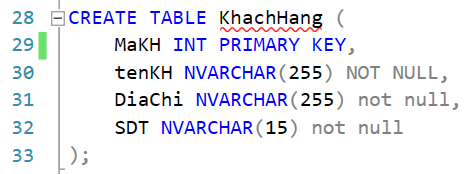 28 CREATE TABLE KhachHang (
29 MaKH INT PRIMARY KEY,
30 tenKH NVARCHAR(255) NOT NULL,
31 DiaChi NVARCHAR(255) not null,
32 SDT NVARCHAR(15) not null
33 );